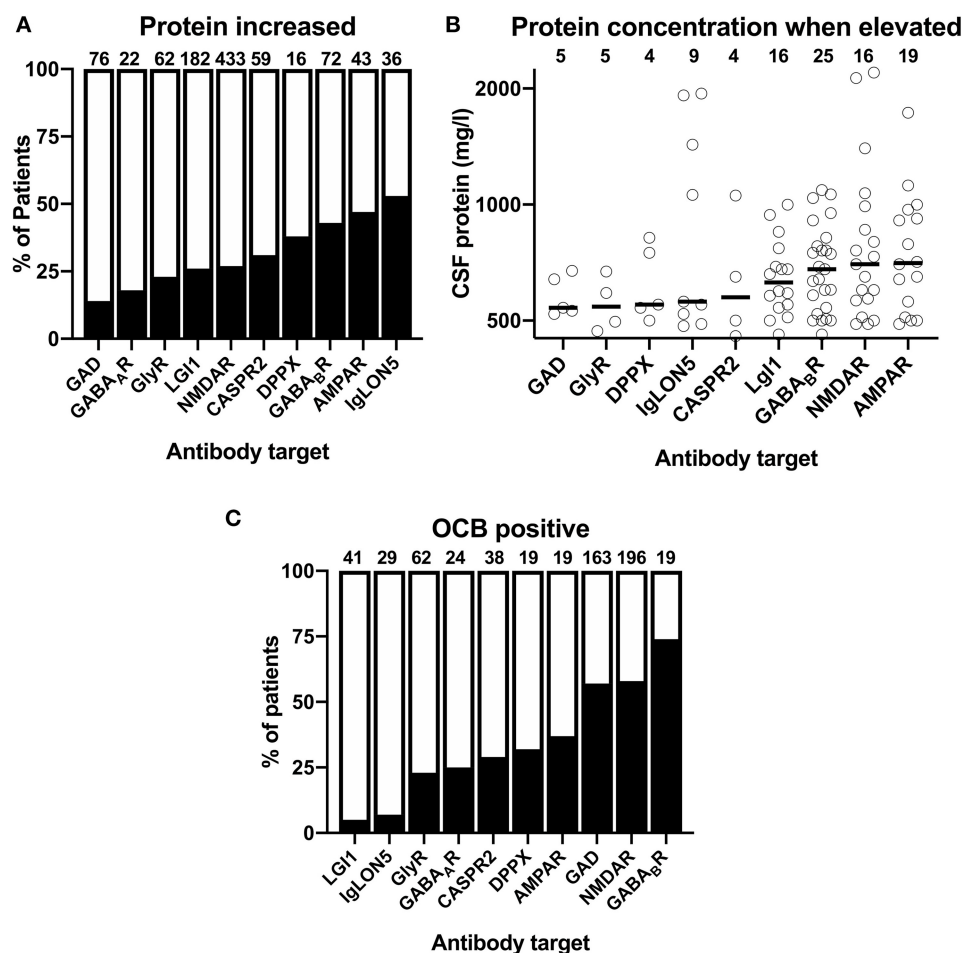 A
Protein increased
76 22 62 182 433 59 16 72 43 36
100
75
50
25
0
% of Patients
GAD
GABAAR
GlyR
LGI1
NMDAR
CASPR2
DPPX
GABABR
AMPAR
IgLON5
Antibody target
B
Protein concentration when elevated
5 5 4 9 4 16 25 16 19
2000
1000
500
CSF protein (mg/l)
GAD
GlyR
DPPX
IgLON5
CASPR2
Lgl1
GABABR
NMDAR
AMPAR
Antibody target
C
OCB positive
41 29 62 24 38 19 19 163 196 19
100
75
50
25
0
% of patients
LGI1
IgLON5
GlyR
GABAAR
CASPR2
DPPX
AMPAR
GAD
NMDAR
GABABR
Antibody target